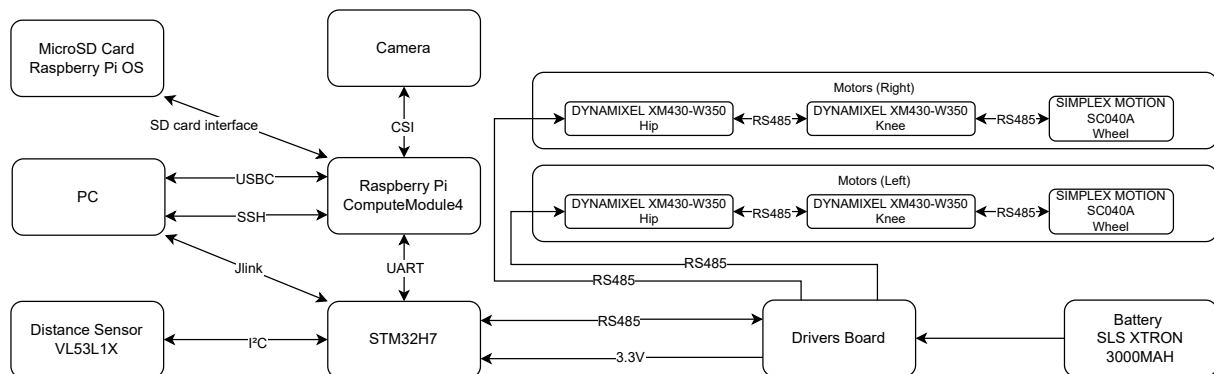 MicroSD Card
Raspberry Pi OS
Camera
SD card interface
CSI
PC
USBC
SSH
Raspberry Pi
ComputeModule4
Jlink
UART
Distance Sensor
VL53L1X
I²C
STM32H7
RS485
3.3V
Drivers Board
Battery
SLS XTRON
3000MAH
RS485
RS485
Motors (Right)
DYNAMIXEL XM430-W350
Hip
RS485
DYNAMIXEL XM430-W350
Knee
RS485
SIMPLEX MOTION
SC040A
Wheel
Motors (Left)
DYNAMIXEL XM430-W350
Hip
RS485
DYNAMIXEL XM430-W350
Knee
RS485
SIMPLEX MOTION
SC040A
Wheel